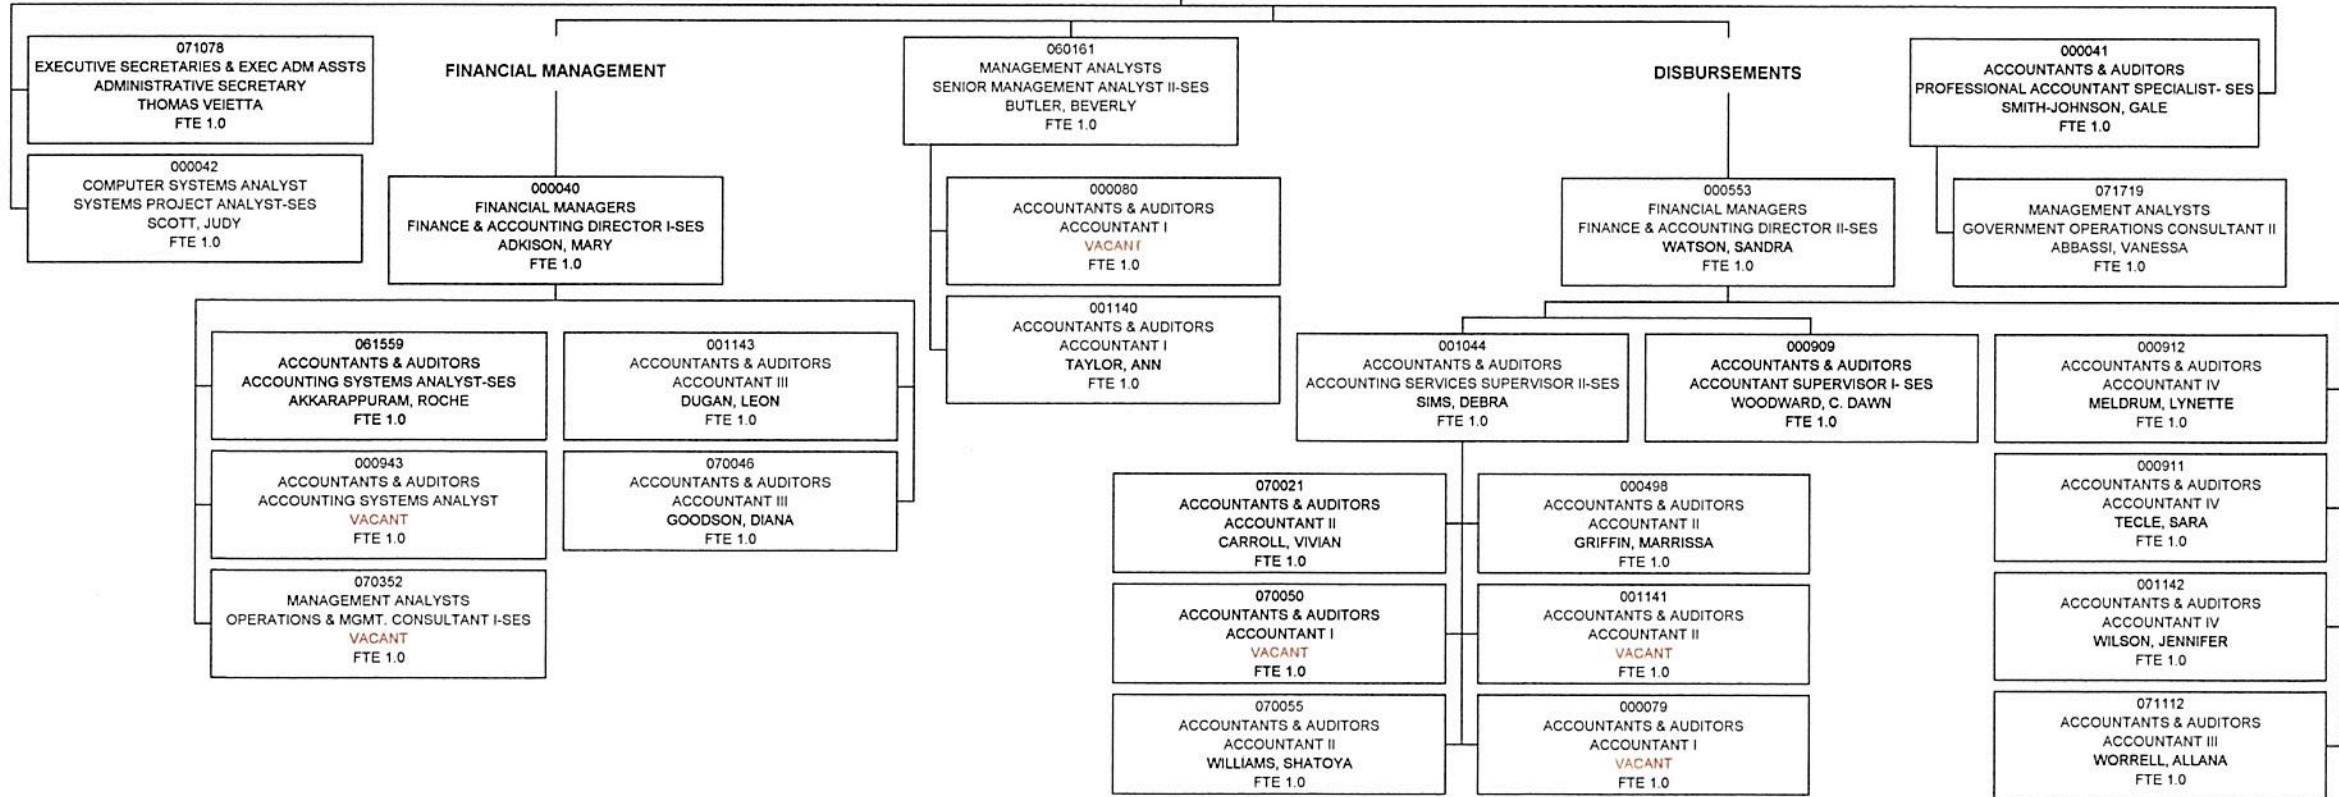 071078
EXECUTIVE SECRETARIES & EXEC ADM ASSTS
ADMINISTRATIVE SECRETARY
THOMAS VEIETTA
FTE 1.0
000042
COMPUTER SYSTEMS ANALYST
SYSTEMS PROJECT ANALYST-SES
SCOTT, JUDY
FTE 1.0
FINANCIAL MANAGEMENT
000040
FINANCIAL MANAGERS
FINANCE & ACCOUNTING DIRECTOR I-SES
ADKISON, MARY
FTE 1.0
061559
ACCOUNTANTS & AUDITORS
ACCOUNTING SYSTEMS ANALYST-SES
AKKARAPPURAM, ROCHE
FTE 1.0
000943
ACCOUNTANTS & AUDITORS
ACCOUNTING SYSTEMS ANALYST
VACANT
FTE 1.0
070352
MANAGEMENT ANALYSTS
OPERATIONS & MGMT. CONSULTANT I-SES
VACANT
FTE 1.0
001143
ACCOUNTANTS & AUDITORS
ACCOUNTANT III
DUGAN, LEON
FTE 1.0
070046
ACCOUNTANTS & AUDITORS
ACCOUNTANT III
GOODSON, DIANA
FTE 1.0
060161
MANAGEMENT ANALYSTS
SENIOR MANAGEMENT ANALYST II-SES
BUTLER, BEVERLY
FTE 1.0
000080
ACCOUNTANTS & AUDITORS
ACCOUNTANT I
VACANT
FTE 1.0
001140
ACCOUNTANTS & AUDITORS
ACCOUNTANT I
TAYLOR, ANN
FTE 1.0
DISBURSEMENTS
000553
FINANCIAL MANAGERS
FINANCE & ACCOUNTING DIRECTOR II-SES
WATSON, SANDRA
FTE 1.0
001044
ACCOUNTANTS & AUDITORS
ACCOUNTING SERVICES SUPERVISOR II-SES
SIMS, DEBRA
FTE 1.0
000909
ACCOUNTANTS & AUDITORS
ACCOUNTANT SUPERVISOR I- SES
WOODWARD, C. DAWN
FTE 1.0
070021
ACCOUNTANTS & AUDITORS
ACCOUNTANT II
CARROLL, VIVIAN
FTE 1.0
070050
ACCOUNTANTS & AUDITORS
ACCOUNTANT I
VACANT
FTE 1.0
070055
ACCOUNTANTS & AUDITORS
ACCOUNTANT II
WILLIAMS, SHATOYA
FTE 1.0
000498
ACCOUNTANTS & AUDITORS
ACCOUNTANT II
GRIFFIN, MARRISSA
FTE 1.0
001141
ACCOUNTANTS & AUDITORS
ACCOUNTANT II
VACANT
FTE 1.0
000079
ACCOUNTANTS & AUDITORS
ACCOUNTANT I
VACANT
FTE 1.0
000041
ACCOUNTANTS & AUDITORS
PROFESSIONAL ACCOUNTANT SPECIALIST- SES
SMITH-JOHNSON, GALE
FTE 1.0
071719
MANAGEMENT ANALYSTS
GOVERNMENT OPERATIONS CONSULTANT II
ABBASSI, VANESSA
FTE 1.0
000912
ACCOUNTANTS & AUDITORS
ACCOUNTANT IV
MELDRUM, LYNETTE
FTE 1.0
000911
ACCOUNTANTS & AUDITORS
ACCOUNTANT IV
TECLE, SARA
FTE 1.0
001142
ACCOUNTANTS & AUDITORS
ACCOUNTANT IV
WILSON, JENNIFER
FTE 1.0
071112
ACCOUNTANTS & AUDITORS
ACCOUNTANT III
WORRELL, ALLANA
FTE 1.0